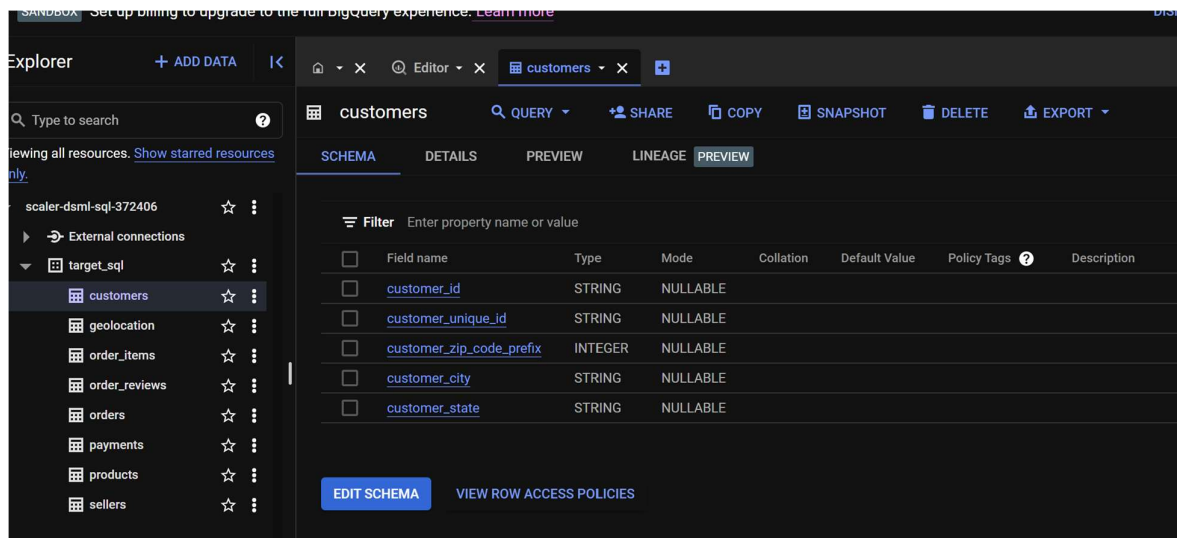 SANDBOX Set up billing to upgrade to the full BigQuery experience. Learn more
Explorer + ADD DATA
Editor customers
Type to search
customers QUERY SHARE COPY SNAPSHOT DELETE EXPORT
iewing all resources. Show starred resources
nly.
SCHEMA DETAILS PREVIEW LINEAGE PREVIEW
scaler-dsml-sql-372406
External connections
target_sql
customers
geolocation
order_items
order_reviews
orders
payments
products
sellers
Filter Enter property name or value
Field name Type Mode Collation Default Value Policy Tags ? Description
customer_id STRING NULLABLE
customer_unique_id STRING NULLABLE
customer_zip_code_prefix INTEGER NULLABLE
customer_city STRING NULLABLE
customer_state STRING NULLABLE
EDIT SCHEMA VIEW ROW ACCESS POLICIES